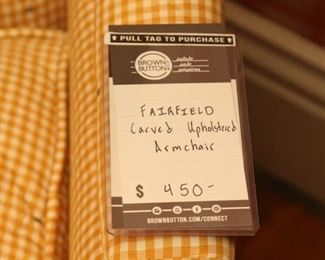 ↑ PULL TAG TO PURCHASE ↑
BROWN
BUTTON
estate
sale
services
FAIRFIELD
Carved Upholstered
Armchair
$ 450-
BROWNBUTTON.COM/CONNECT